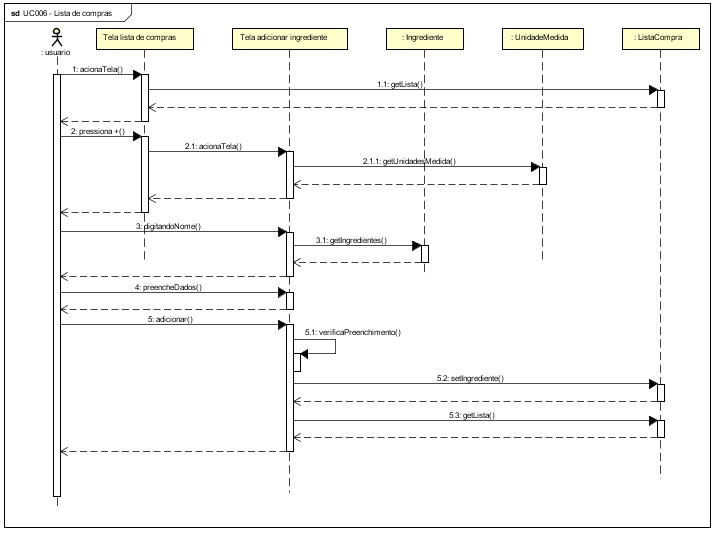 sd UC006 - Lista de compras
: usuario
Tela lista de compras
Tela adicionar ingrediente
: Ingrediente
: UnidadeMedida
: ListaCompra
1: acionaTela()
1.1: getLista()
2: pressiona +()
2.1: acionaTela()
2.1.1: getUnidadesMedida()
3: digitandoNome()
3.1: getIngredientes()
4: preencheDados()
5: adicionar()
5.1: verificaPreenchimento()
5.2: setIngrediente()
5.3: getLista()